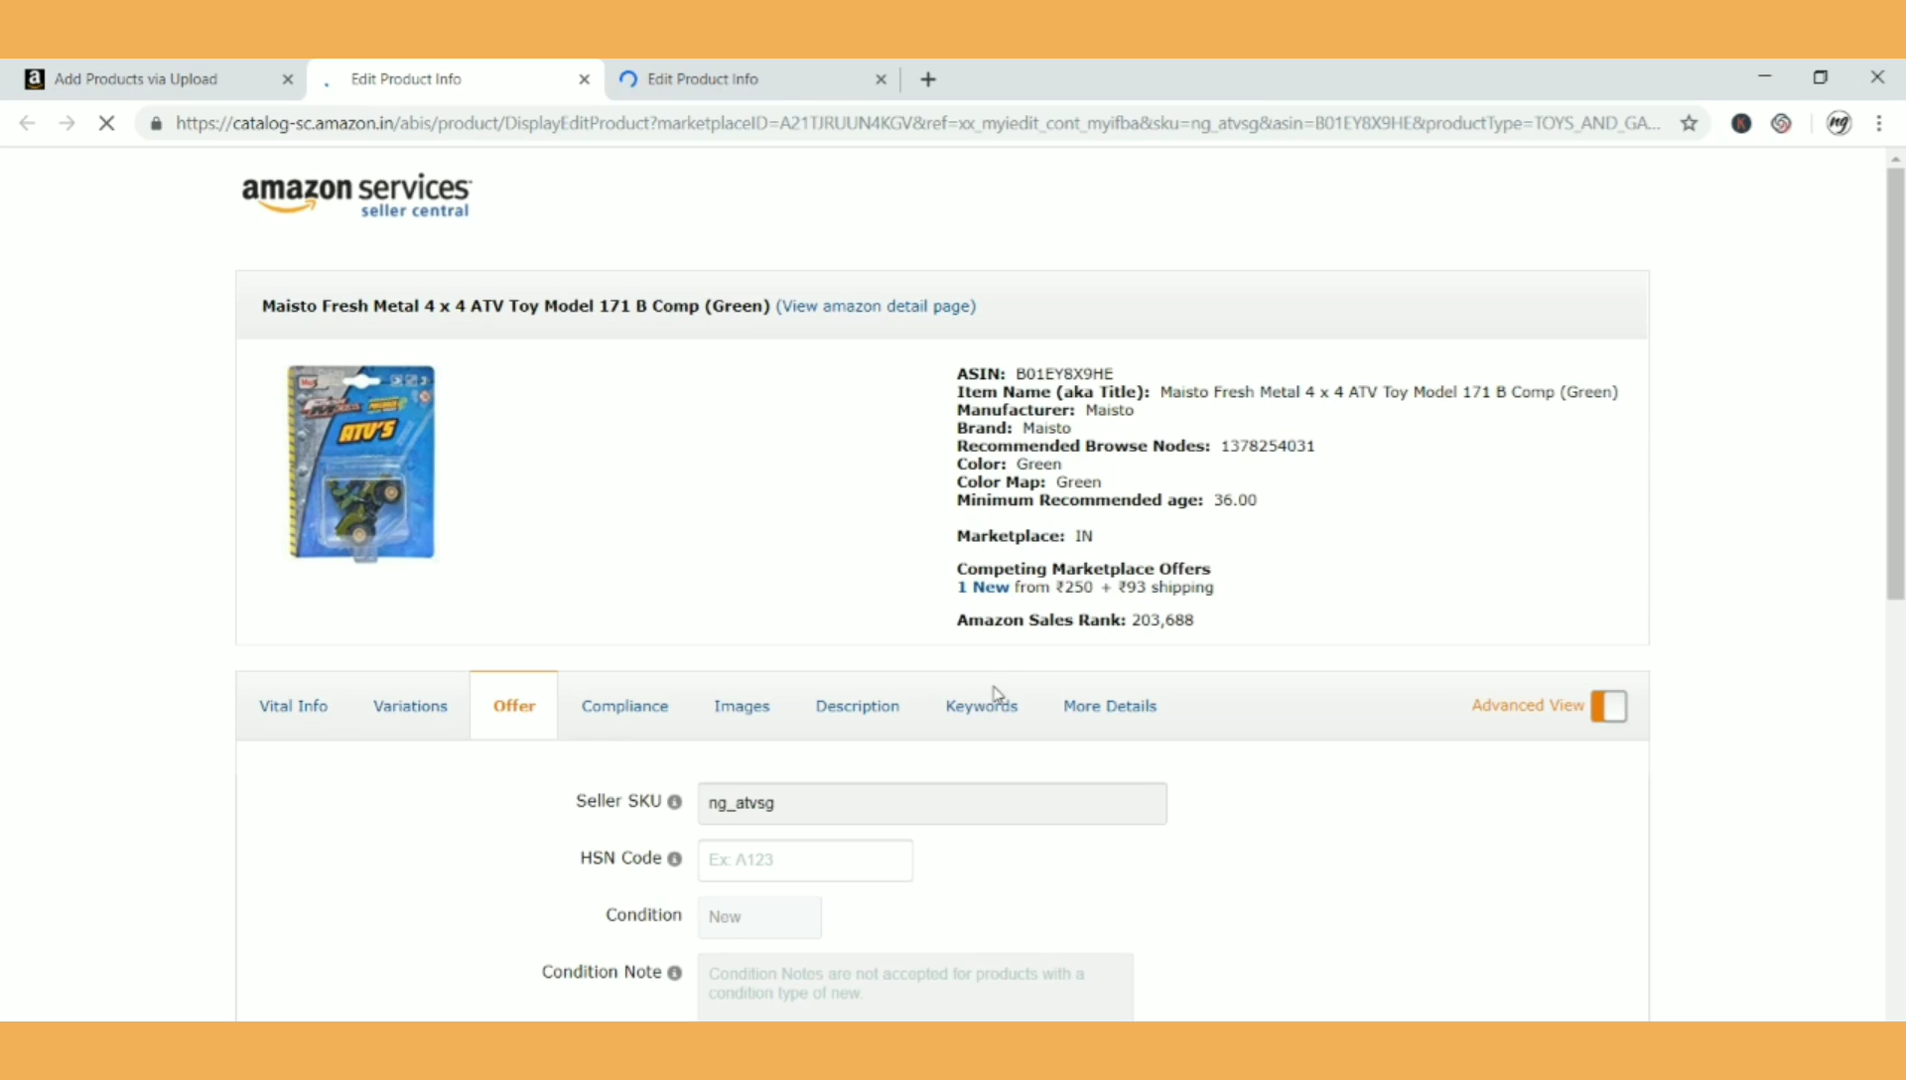 Add Products via Upload
Edit Product Info
Edit Product Info
https://catalog-sc.amazon.in/abis/product/DisplayEditProduct?marketplaceID=A21TJRUUN4KGV&ref=xx_myiedit_cont_myifba&sku=ng_atvsg&asin=B01EY8X9HE&productType=TOYS_AND_GA...
ng
amazon services
seller central
Maisto Fresh Metal 4 x 4 ATV Toy Model 171 B Comp (Green) (View amazon detail page)
ATV'S
ASIN: B01EY8X9HE
Item Name (aka Title): Maisto Fresh Metal 4 x 4 ATV Toy Model 171 B Comp (Green)
Manufacturer: Maisto
Brand: Maisto
Recommended Browse Nodes: 1378254031
Color: Green
Color Map: Green
Minimum Recommended age: 36.00
Marketplace: IN
Competing Marketplace Offers
1 New from ₹250 + ₹93 shipping
Amazon Sales Rank: 203,688
Vital Info
Variations
Offer
Compliance
Images
Description
Keywords
More Details
Advanced View
Seller SKU
ng_atvsg
HSN Code
Ex: A123
Condition
New
Condition Note
Condition Notes are not accepted for products with a
condition type of new.